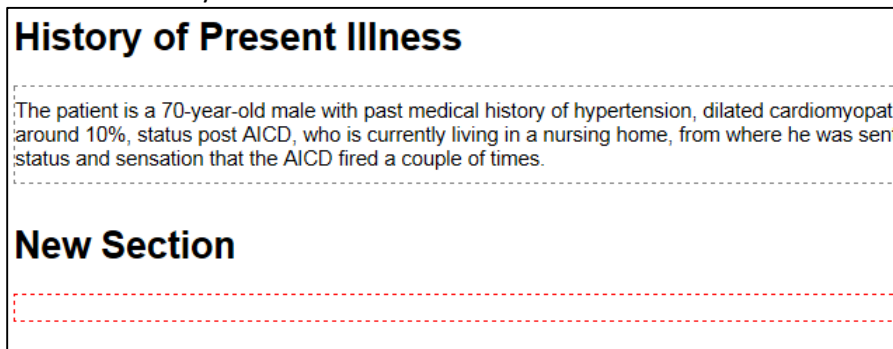 History of Present Illness
The patient is a 70-year-old male with past medical history of hypertension, dilated
around 10%, status post AICD, who is currently living in a nursing home, from where he was
status and sensation that the AICD fired a couple of times.
New Section